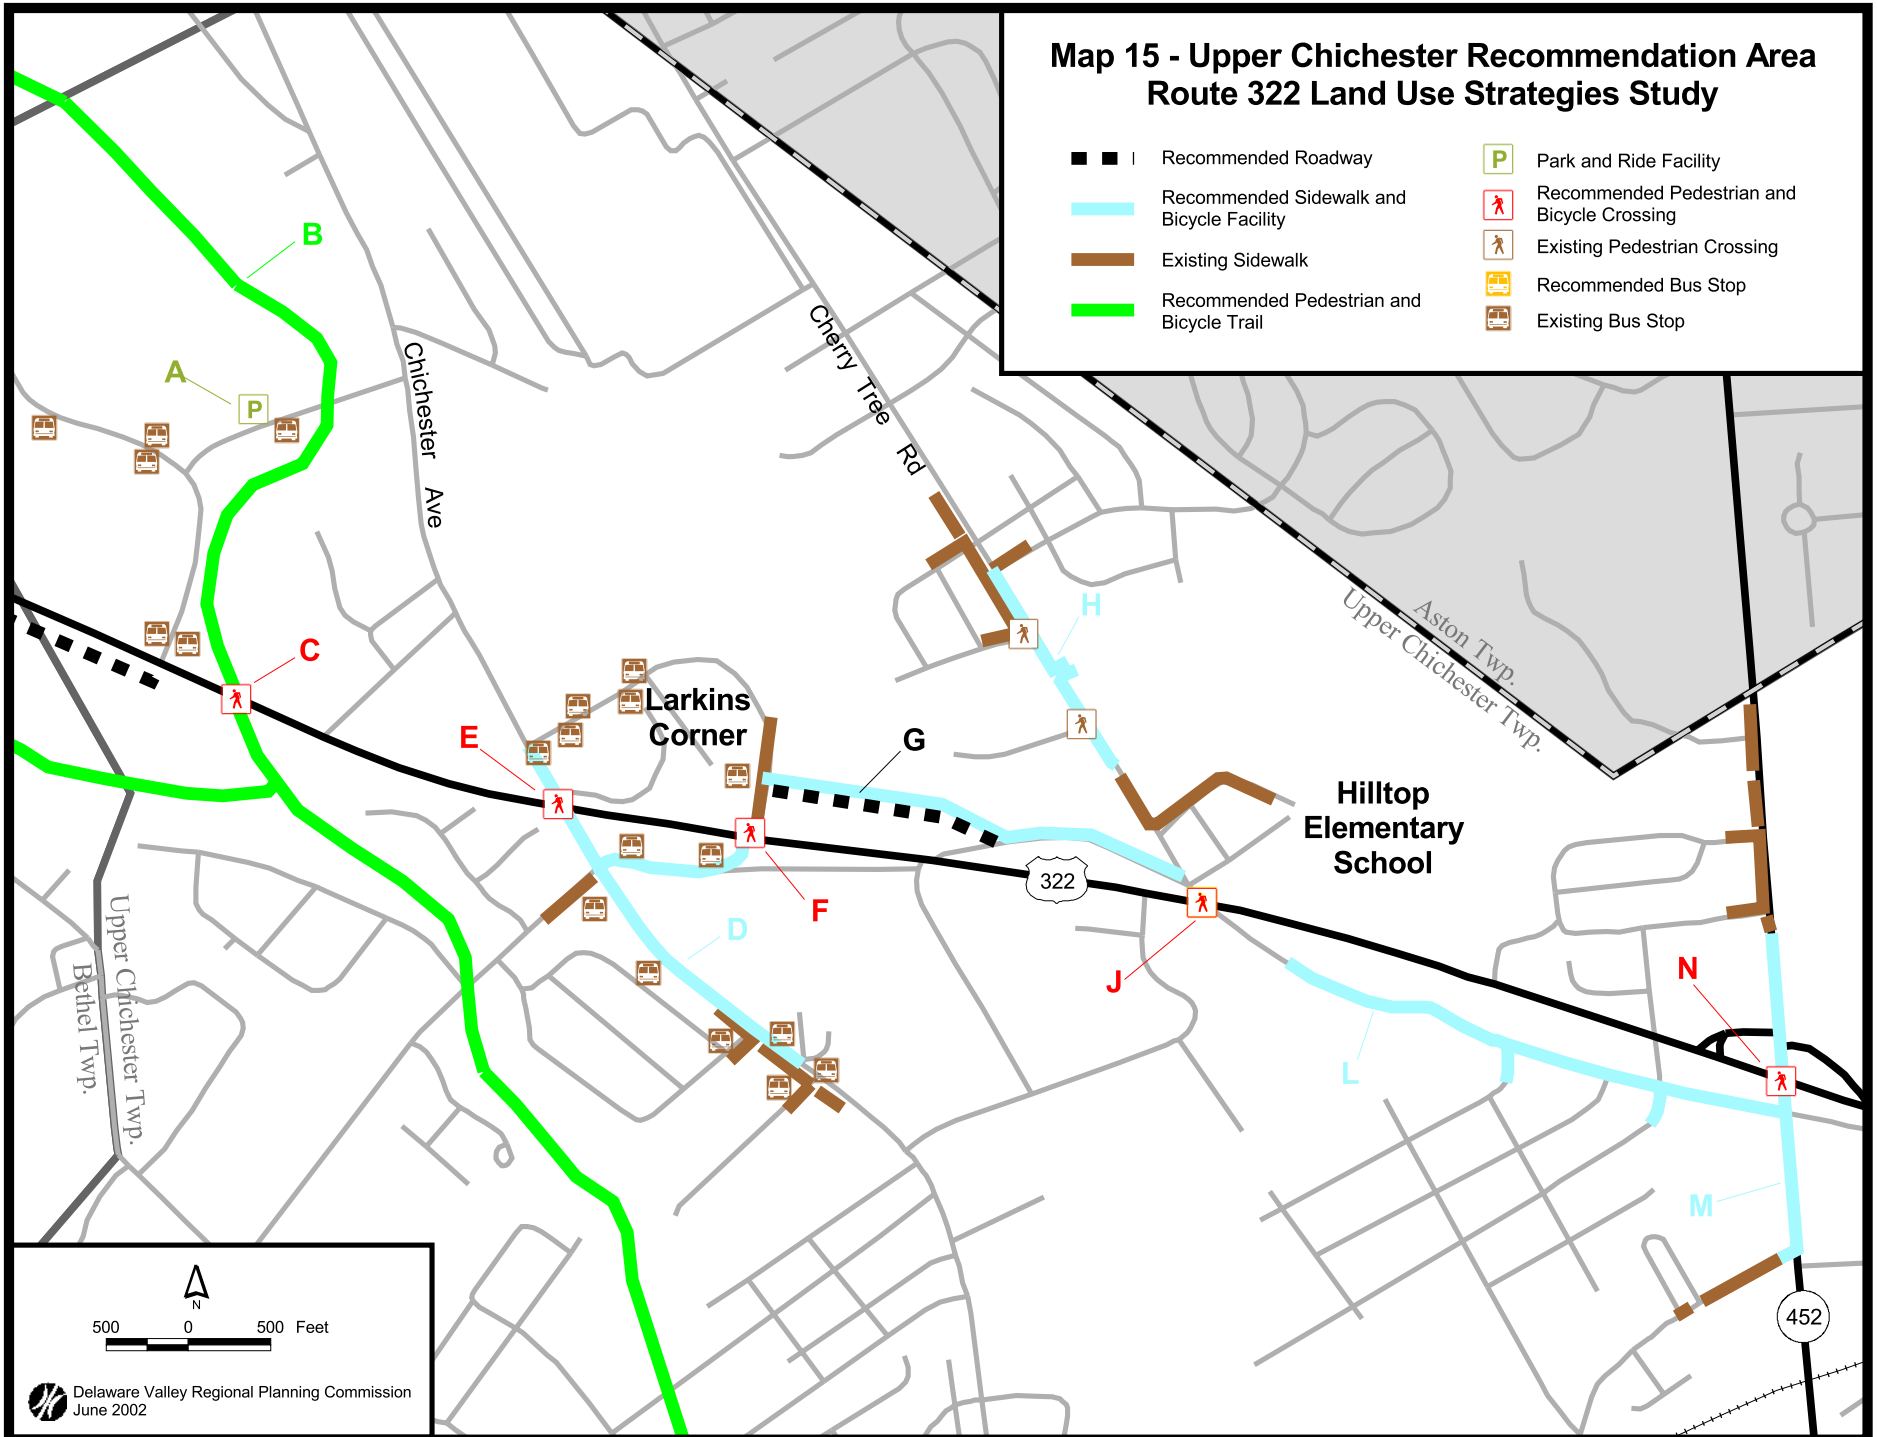 Map 15 - Upper Chichester Recommendation Area
Route 322 Land Use Strategies Study
Recommended Roadway
Recommended Sidewalk and
Bicycle Facility
Existing Sidewalk
Recommended Pedestrian and
Bicycle Trail
P
Park and Ride Facility
Recommended Pedestrian and
Bicycle Crossing
Existing Pedestrian Crossing
Recommended Bus Stop
Existing Bus Stop
B
A
P
Chichester Ave
Cherry Tree Rd
H
Aston Twp.
Upper Chichester Twp.
C
E
Larkins
Corner
G
Hilltop
Elementary
School
322
F
D
J
N
L
M
Upper Chichester Twp.
Bethel Twp.
452
N
500 0 500 Feet
Delaware Valley Regional Planning Commission
June 2002